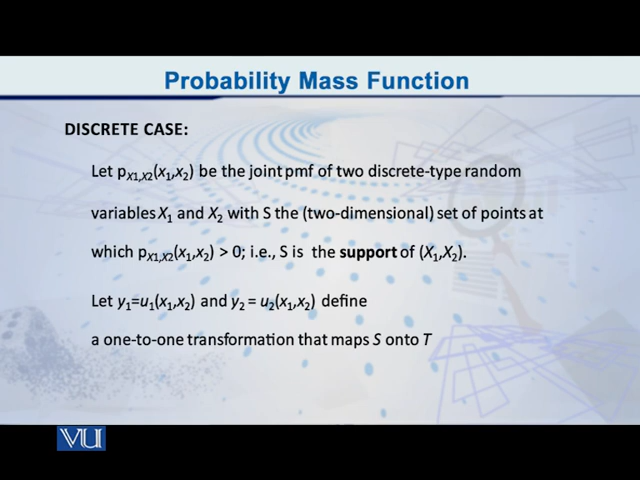 Probability Mass Function
DISCRETE CASE:
Let pX1,X2(x1,x2) be the joint pmf of two discrete-type random
variables X1 and X2 with S the (two-dimensional) set of points at
which pX1,X2(x1,x2) > 0; i.e., S is the support of (X1,X2).
Let y1=u1(x1,x2) and y2 = u2(x1,x2) define
a one-to-one transformation that maps S onto T
VU